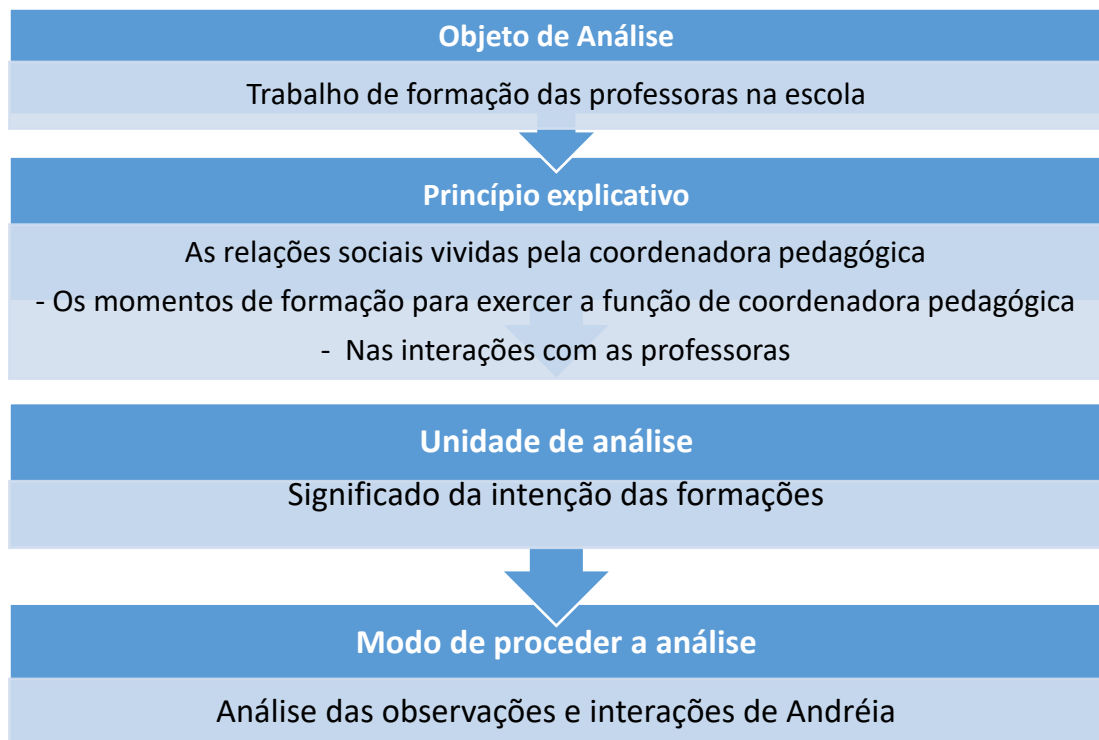 Objeto de Análise
Trabalho de formação das professoras na escola
Princípio explicativo
As relações sociais vividas pela coordenadora pedagógica
- Os momentos de formação para exercer a função de coordenadora pedagógica
- Nas interações com as professoras
Unidade de análise
Significado da intenção das formações
Modo de proceder a análise
Análise das observações e interações de Andréia